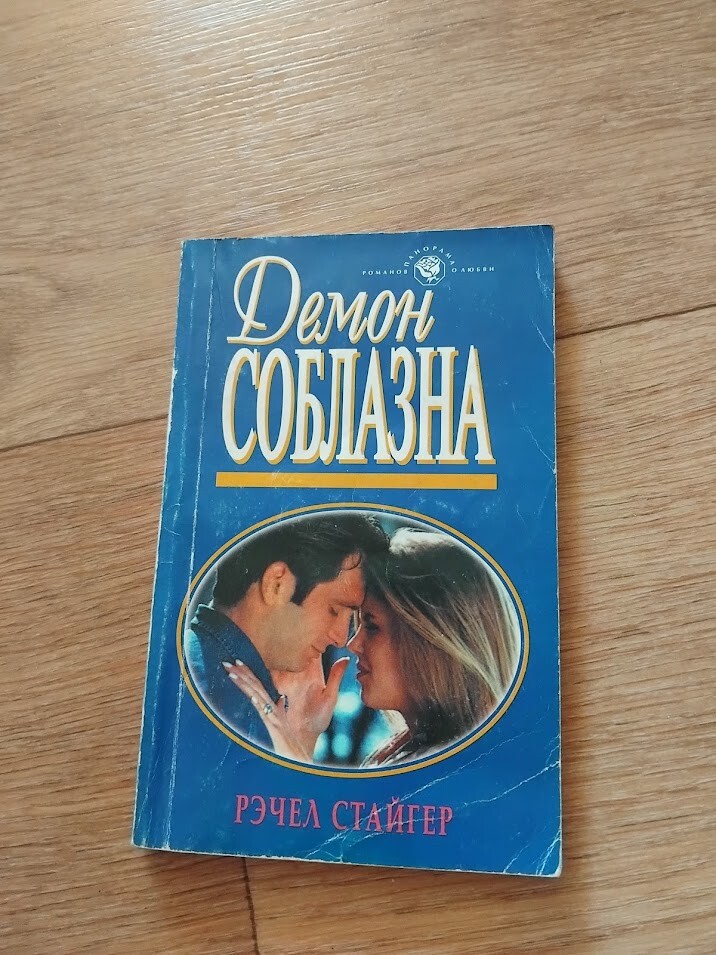 ПАНОРАМА
РОМАНОВ О ЛЮБВИ
Демон
СОБЛАЗНА
РЭЧЕЛ СТАЙГЕР